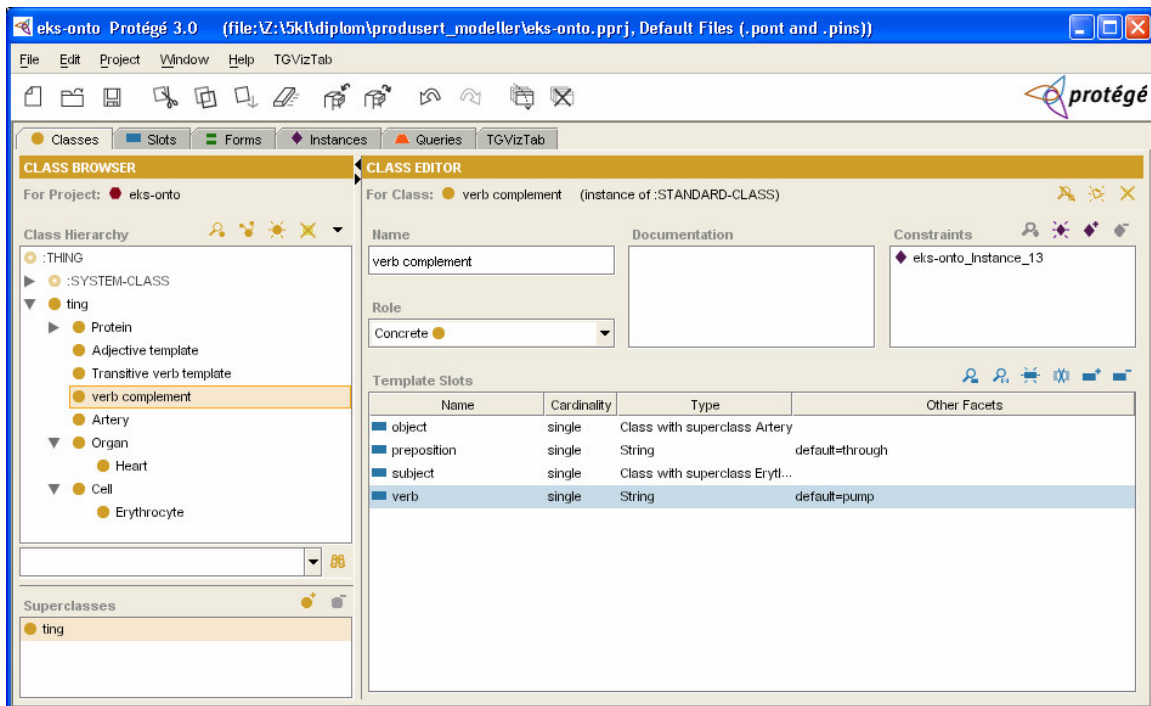 eks-onto Protégé 3.0 (file:\Z:\5kl\diplom\produsert_modeller\eks-onto.pprj, Default Files (.pont and .pins))
File Edit Project Window Help TGVizTab
protégé
Classes Slots Forms Instances Queries TGVizTab
CLASS BROWSER
For Project: eks-onto
Class Hierarchy
:THING
:SYSTEM-CLASS
ting
Protein
Adjective template
Transitive verb template
verb complement
Artery
Organ
Heart
Cell
Erythrocyte
Superclasses
ting
CLASS EDITOR
For Class: verb complement (instance of :STANDARD-CLASS)
Name Documentation Constraints
verb complement
eks-onto_Instance_13
Role
Concrete
Template Slots
Name Cardinality Type Other Facets
object single Class with superclass Artery
preposition single String default=through
subject single Class with superclass Erytl...
verb single String default=pump